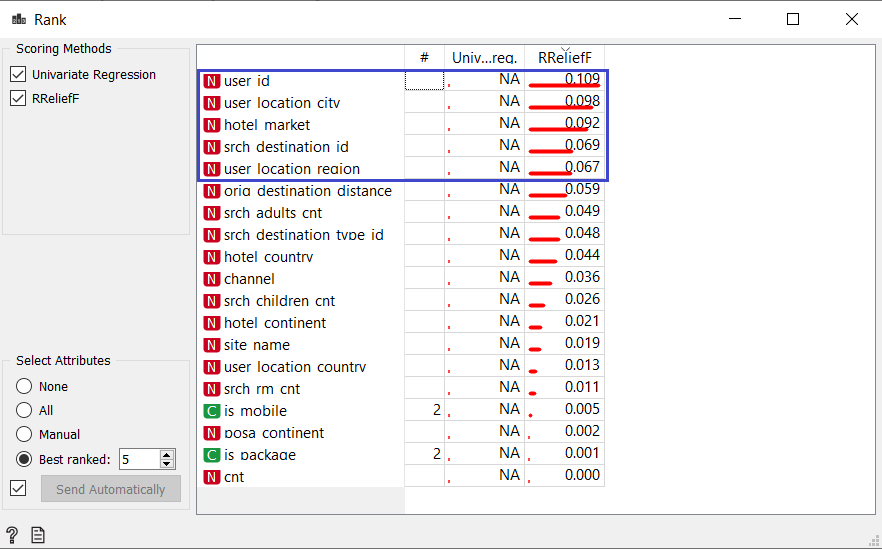 Rank
Scoring Methods
Univariate Regression
RReliefF
# Univ...reg. RReliefF
N user id NA 0.109
N user location city NA 0.098
N hotel market NA 0.092
N srch destination id NA 0.069
N user location region NA 0.067
N orig destination distance NA 0.059
N srch adults cnt NA 0.049
N srch destination type id NA 0.048
N hotel country NA 0.044
N channel NA 0.036
N srch children cnt NA 0.026
N hotel continent NA 0.021
N site name NA 0.019
N user location country NA 0.013
N srch rm cnt NA 0.011
C is mobile 2 NA 0.005
N posa continent NA 0.002
C is package 2 NA 0.001
N cnt NA 0.000
Select Attributes
None
All
Manual
Best ranked: 5
Send Automatically
?